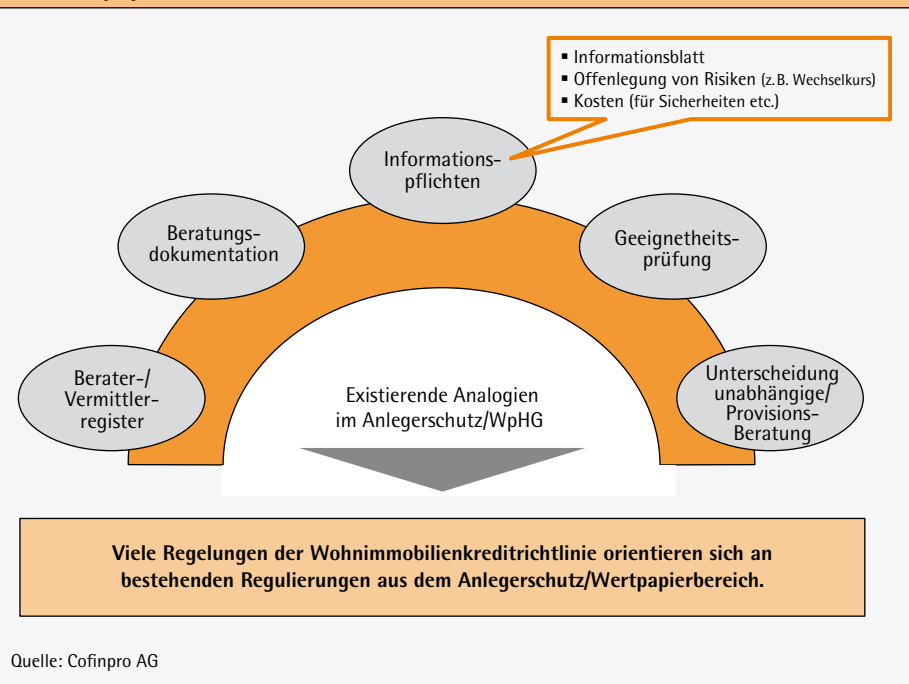 ▪ Informationsblatt
▪ Offenlegung von Risiken (z.B. Wechselkurs)
▪ Kosten (für Sicherheiten etc.)
Informations-
pflichten
Beratungs-
dokumentation
Geeignetheits-
prüfung
Berater-/
Vermittler-
register
Unterscheidung
unabhängige/
Provisions-
Beratung
Existierende Analogien
im Anlegerschutz/WpHG
Viele Regelungen der Wohnimmobilienkreditrichtlinie orientieren sich an
bestehenden Regulierungen aus dem Anlegerschutz/Wertpapierbereich.
Quelle: Cofinpro AG